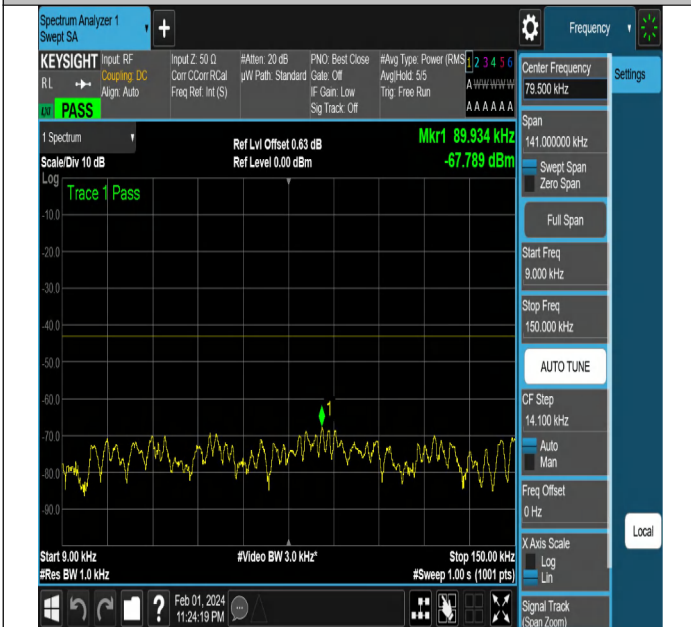 Spectrum Analyzer 1
Swept SA
Frequency
KEYSIGHT
RL
LXI
PASS
Input: RF
Coupling: DC
Align: Auto
Input Z: 50 Ω
Corr CCorr RCal
Freq Ref: Int (S)
#Atten: 20 dB
µW Path: Standard
PNO: Best Close
Gate: Off
IF Gain: Low
Sig Track: Off
#Avg Type: Power (RMS
Avg|Hold: 5/5
Trig: Free Run
1 2 3 4 5 6
A W W W W W
A A A A A A
1 Spectrum
Scale/Div 10 dB
Ref Lvl Offset 0.63 dB
Ref Level 0.00 dBm
Mkr1 89.934 kHz
-67.789 dBm
Log
Trace 1 Pass
-10.0
-20.0
-30.0
-40.0
-50.0
-60.0
-70.0
-80.0
-90.0
1
Start 9.00 kHz
#Res BW 1.0 kHz
#Video BW 3.0 kHz*
Stop 150.00 kHz
#Sweep 1.00 s (1001 pts)
?
Feb 01, 2024
11:24:19 PM
Center Frequency
79.500 kHz
Settings
Span
141.000000 kHz
Swept Span
Zero Span
Full Span
Start Freq
9.000 kHz
Stop Freq
150.000 kHz
AUTO TUNE
CF Step
14.100 kHz
Auto
Man
Freq Offset
0 Hz
X Axis Scale
Log
Lin
Local
Signal Track
(Span Zoom)